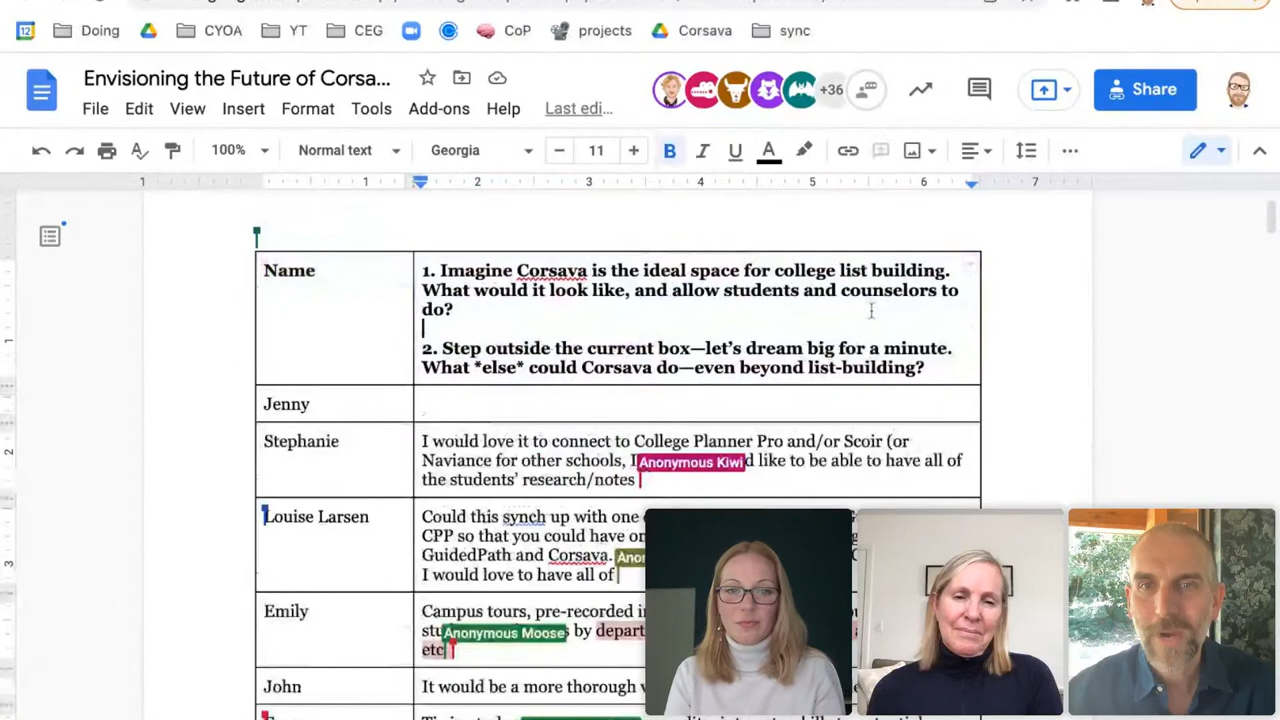 Doing
CYOA
YT
CEG
CoP
projects
Corsava
sync
Envisioning the Future of Corsa...
File Edit View Insert Format Tools Add-ons Help Last edi...
+36
Share
100% Normal text Georgia 11
1 1 2 3 4 5 6 7
Name
1. Imagine Corsava is the ideal space for college list building.
What would it look like, and allow students and counselors to
do?
2. Step outside the current box—let's dream big for a minute.
What *else* could Corsava do—even beyond list-building?
Jenny
Stephanie
I would love it to connect to College Planner Pro and/or Scoir (or
Naviance for other schools, I Anonymous Kiwi d like to be able to have all of
the students' research/notes
Louise Larsen
Could this synch up with one
CPP so that you could have
GuidedPath and Corsava.
I would love to have all of
Emily
Campus tours, pre-recorded
Anonymous Moose by
etc
John
It would be a more thorough